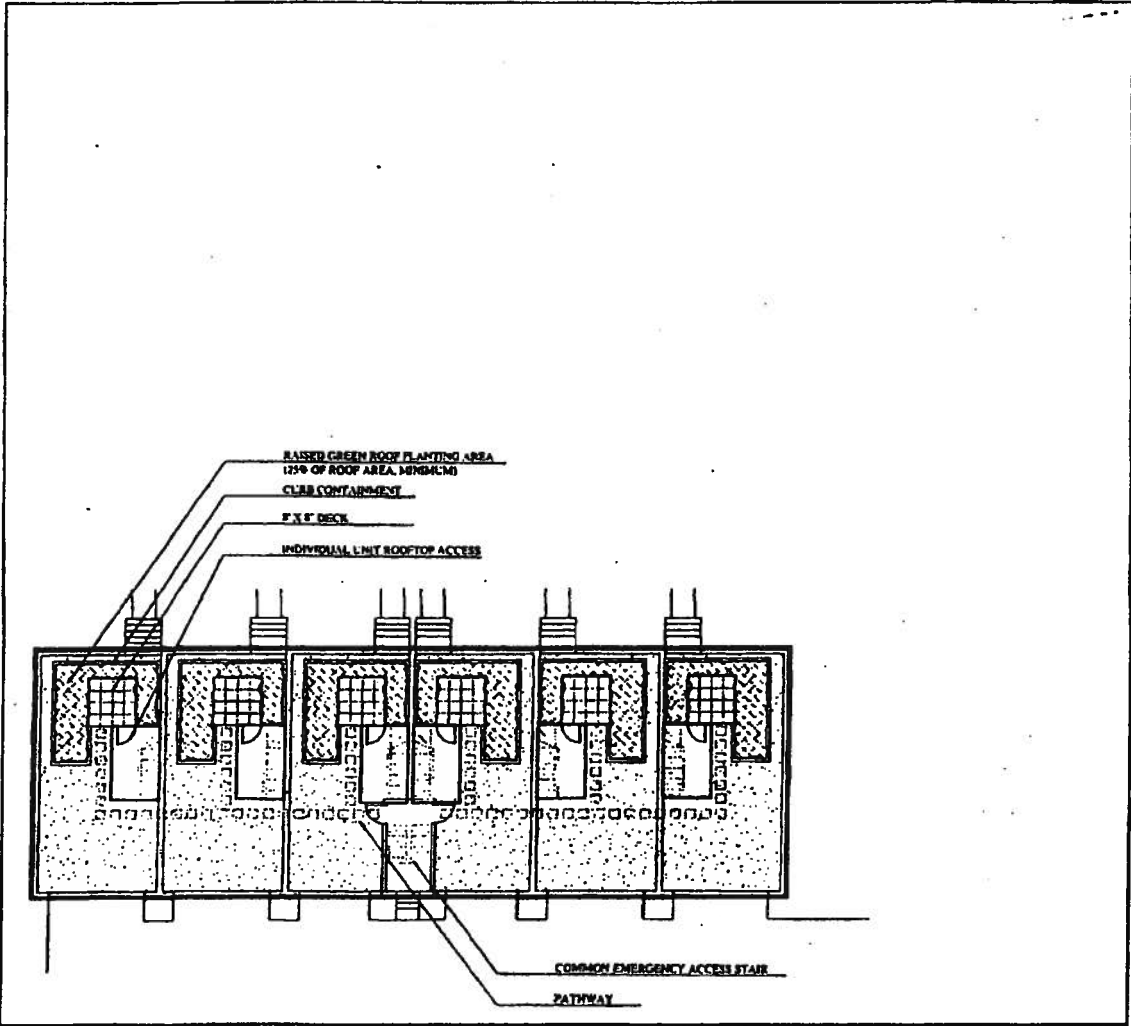 RAISED GREEN ROOF PLANTING AREA
(25% OF ROOF AREA, MINIMUM)
CURB CONTAINMENT
8' X 8' DECK
INDIVIDUAL UNIT ROOFTOP ACCESS
COMMON EMERGENCY ACCESS STAIR
PATHWAY